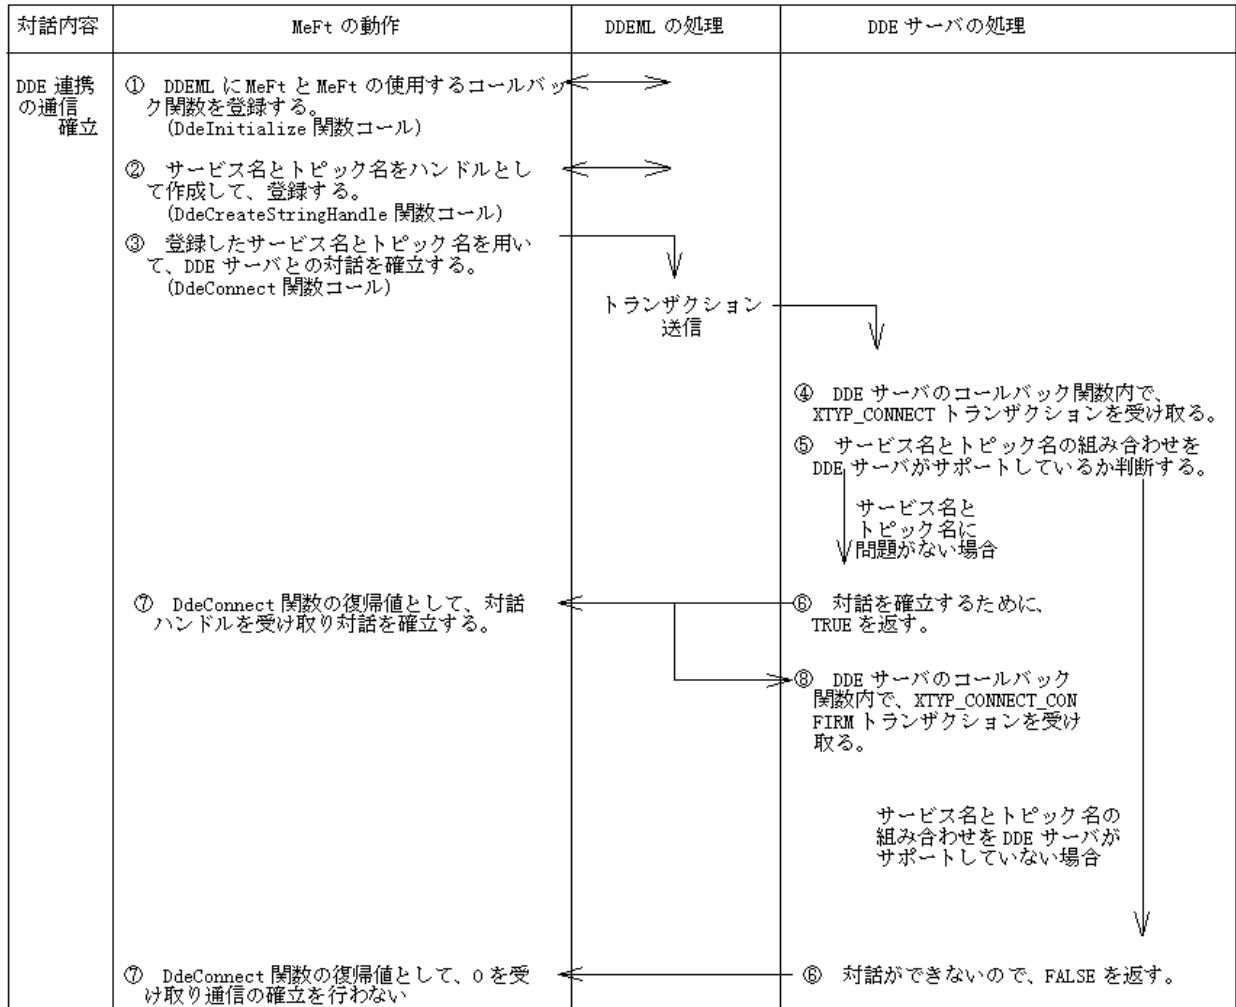 対話内容 MeFt の動作 DDEML の処理 DDE サーバの処理
DDE 連携
の通信
確立
① DDEML に MeFt と MeFt の使用するコールバッ
ク関数を登録する。
(DdeInitialize 関数コール)
② サービス名とトピック名をハンドルとし
て作成して、登録する。
(DdeCreateStringHandle 関数コール)
③ 登録したサービス名とトピック名を用い
て、DDE サーバとの対話を確立する。
(DdeConnect 関数コール)
トランザクション
送信
④ DDE サーバのコールバック関数内で、
XTYP_CONNECT トランザクションを受け取る。
⑤ サービス名とトピック名の組み合わせを
DDE サーバがサポートしているか判断する。
サービス名と
トピック名に
問題がない場合
⑦ DdeConnect 関数の復帰値として、対話
ハンドルを受け取り対話を確立する。
⑥ 対話を確立するために、
TRUE を返す。
⑧ DDE サーバのコールバック
関数内で、XTYP_CONNECT_CON
FIRM トランザクションを受け
取る。
サービス名とトピック名の
組み合わせを DDE サーバが
サポートしていない場合
⑦ DdeConnect 関数の復帰値として、0 を受
け取り通信の確立を行わない
⑥ 対話ができないので、FALSE を返す。